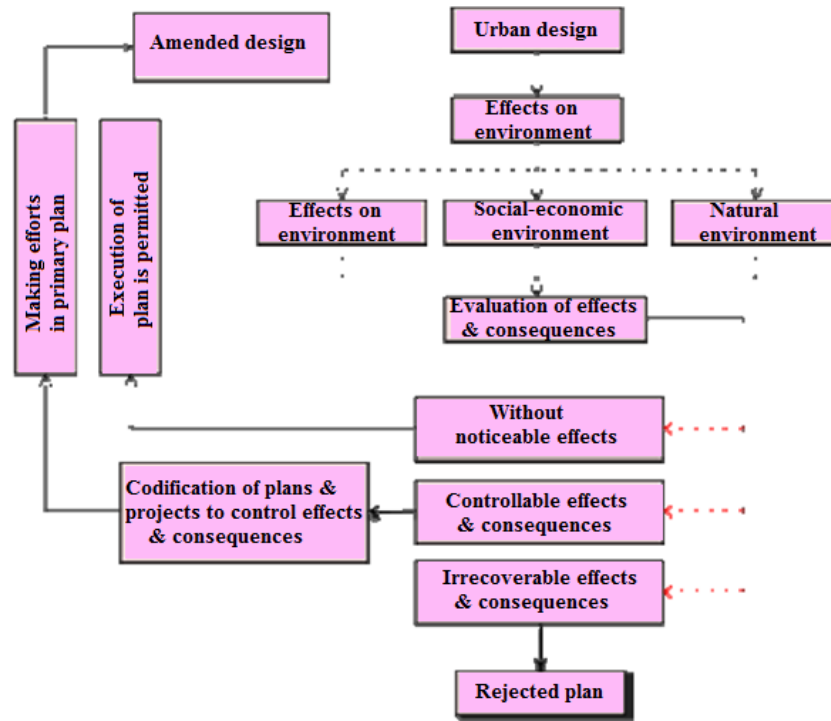 Amended design
Urban design
Effects on
environment
Making efforts
in primary plan
Execution of
plan is permitted
Effects on
environment
Social-economic
environment
Natural
environment
Evaluation of effects
& consequences
Without
noticeable effects
Codification of plans &
projects to control effects
& consequences
Controllable effects
& consequences
Irrecoverable effects
& consequences
Rejected plan